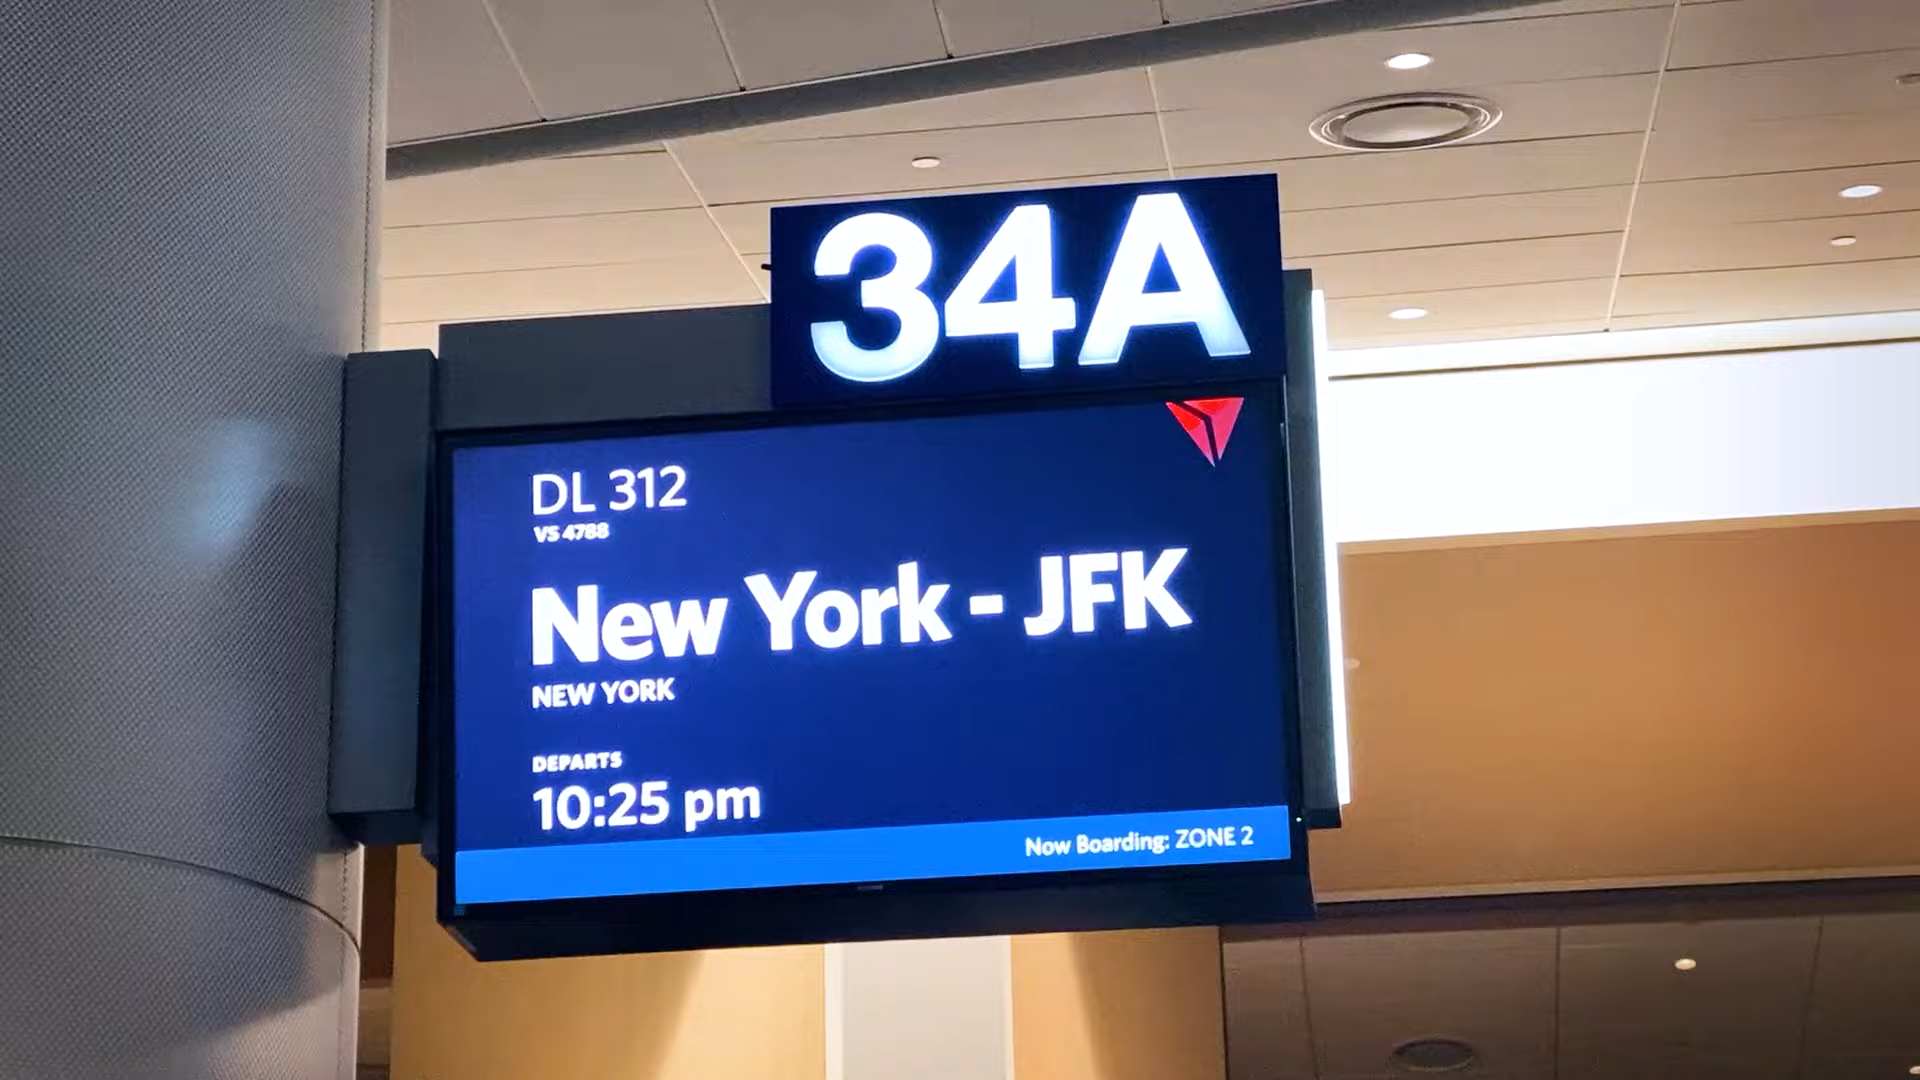 34A
DL 312
VS 4788
New York - JFK
NEW YORK
DEPARTS
10:25 pm
Now Boarding: ZONE 2